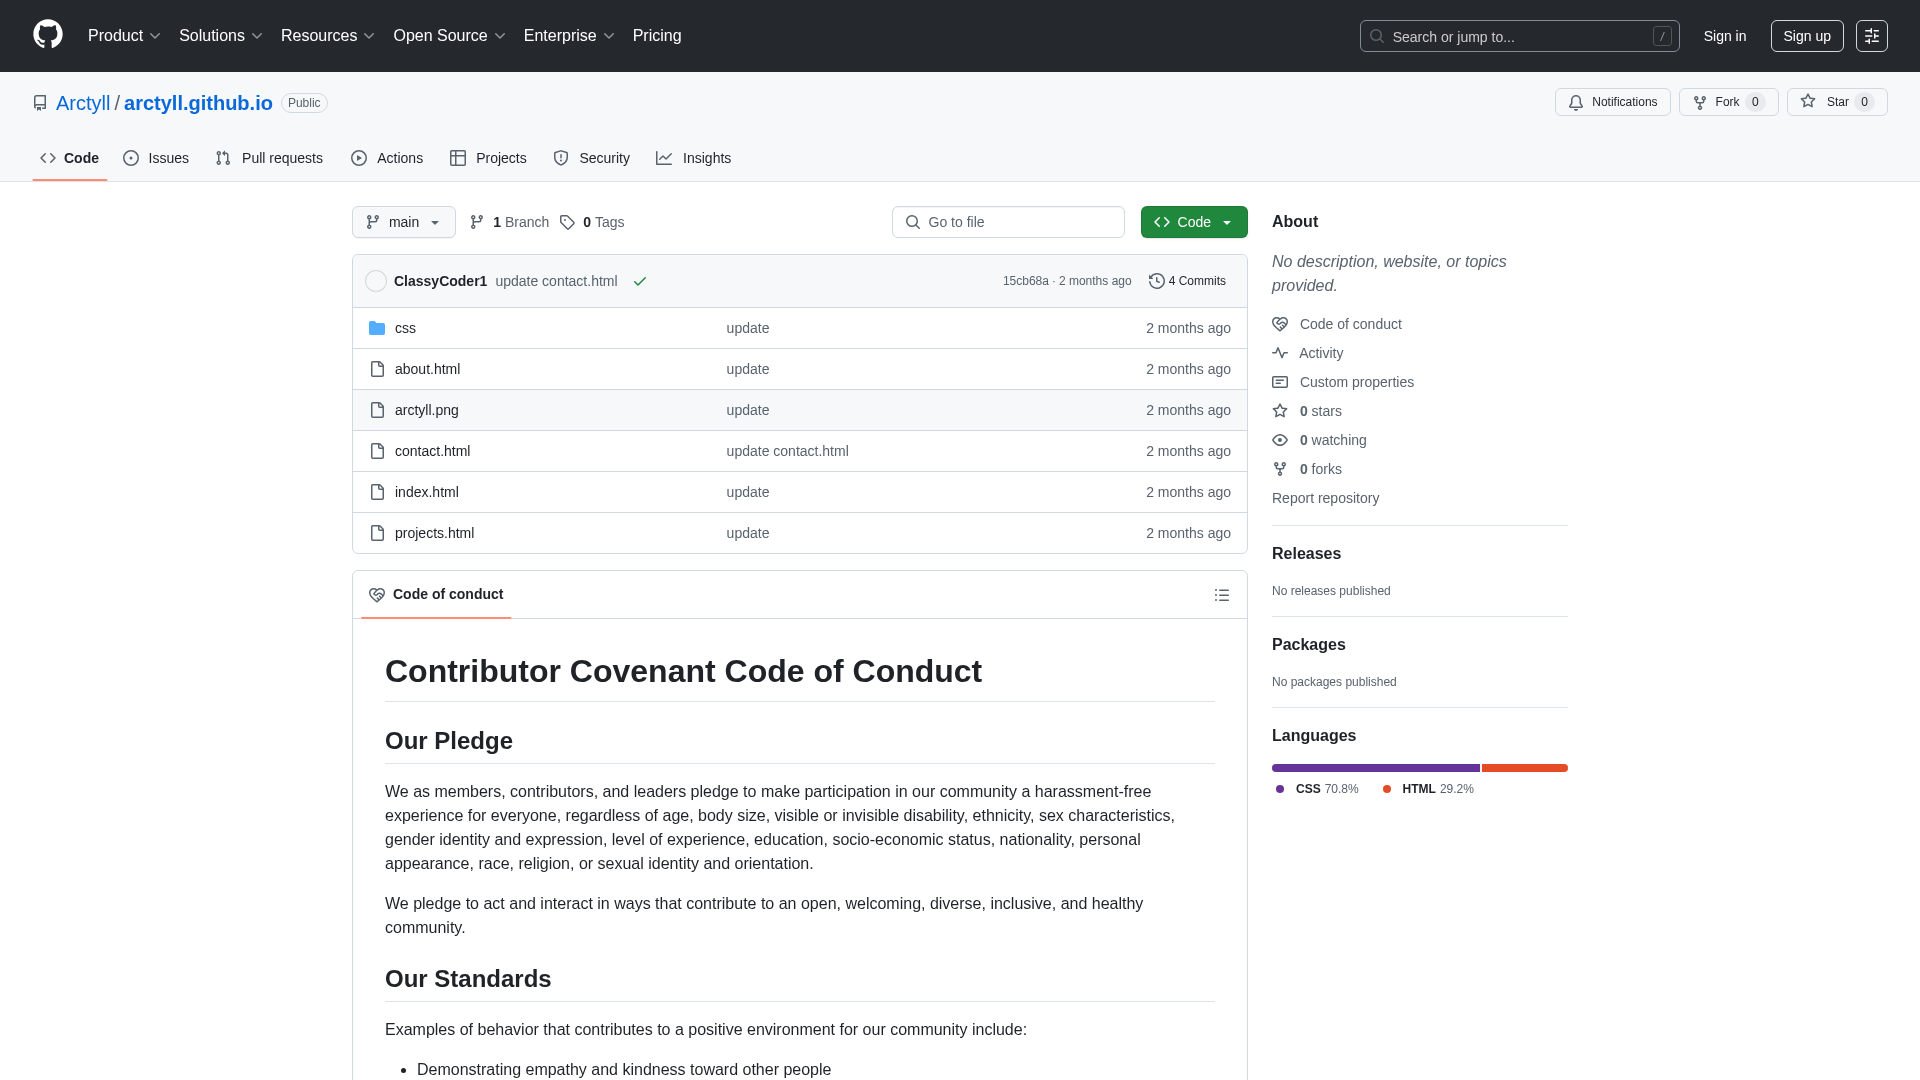 Product Solutions Resources Open Source Enterprise Pricing Search or jump to... / Sign in Sign up
Arctyll / arctyll.github.io Public Notifications Fork 0 Star 0
Code Issues Pull requests Actions Projects Security Insights
main 1 Branch 0 Tags Go to file Code
ClassyCoder1 update contact.html 15cb68a · 2 months ago 4 Commits
css update 2 months ago
about.html update 2 months ago
arctyll.png update 2 months ago
contact.html update contact.html 2 months ago
index.html update 2 months ago
projects.html update 2 months ago
Code of conduct
Contributor Covenant Code of Conduct
Our Pledge
We as members, contributors, and leaders pledge to make participation in our community a harassment-free
experience for everyone, regardless of age, body size, visible or invisible disability, ethnicity, sex characteristics,
gender identity and expression, level of experience, education, socio-economic status, nationality, personal
appearance, race, religion, or sexual identity and orientation.
We pledge to act and interact in ways that contribute to an open, welcoming, diverse, inclusive, and healthy
community.
Our Standards
Examples of behavior that contributes to a positive environment for our community include:
• Demonstrating empathy and kindness toward other people
About
No description, website, or topics
provided.
Code of conduct
Activity
Custom properties
0 stars
0 watching
0 forks
Report repository
Releases
No releases published
Packages
No packages published
Languages
CSS 70.8% HTML 29.2%